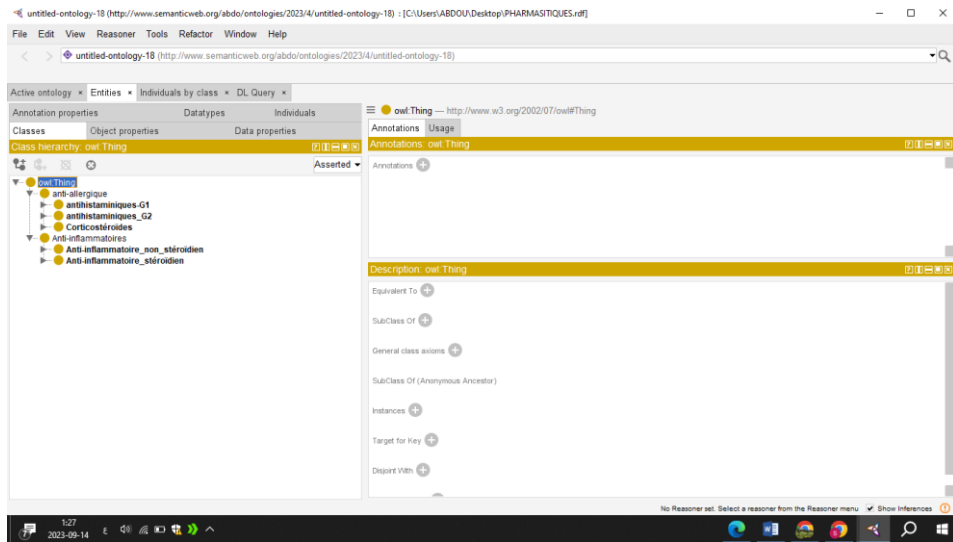 untitled-ontology-18 (http://www.semanticweb.org/abdo/ontologies/2023/4/untitled-ontology-18) : [C:\Users\ABDOU\Desktop\PHARMASITIQUES.rdf]
File Edit View Reasoner Tools Refactor Window Help
untitled-ontology-18 (http://www.semanticweb.org/abdo/ontologies/2023/4/untitled-ontology-18)
Active ontology × Entities × Individuals by class × DL Query ×
Annotation properties Datatypes Individuals
Classes Object properties Data properties
Class hierarchy: owl:Thing
Asserted
owl:Thing
anti-allergique
antihistaminiques-G1
antihistaminiques_G2
Corticostéroïdes
Anti-inflammatoires
Anti-inflammatoire_non_stéroïdien
Anti-inflammatoire_stéroïdien
owl:Thing — http://www.w3.org/2002/07/owl#Thing
Annotations Usage
Annotations: owl:Thing
Annotations
Description: owl:Thing
Equivalent To
SubClass Of
General class axioms
SubClass Of (Anonymous Ancestor)
Instances
Target for Key
Disjoint With
No Reasoner set. Select a reasoner from the Reasoner menu Show Inferences
1:27
2023-09-14
ع